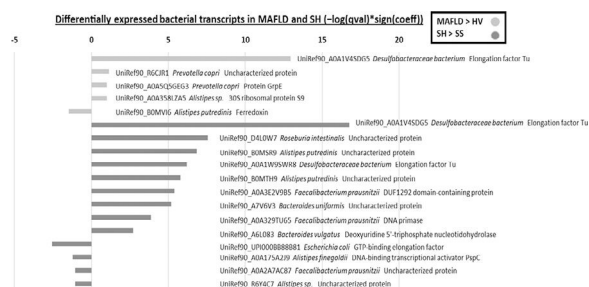 Differentially expressed bacterial transcripts in MAFLD and SH (−log(qval)*sign(coeff))
MAFLD > HV
SH > SS
-5 0 5 10 15 20
UniRef90_A0A1V4SDG5 Desulfobacteraceae bacterium Elongation factor Tu
UniRef90_R6CJR1 Prevotella capri Uncharacterized protein
UniRef90_A0A5Q5GEG3 Prevotella capri Protein GrpE
UniRef90_A0A358LZA5 Alistipes sp. 30S ribosomal protein S9
UniRef90_B0MVI6 Alistipes putredinis Ferredoxin
UniRef90_A0A1V4SDG5 Desulfobacteraceae bacterium Elongation factor Tu
UniRef90_D4L0W7 Roseburia intestinalis Uncharacterized protein
UniRef90_B0MSR9 Alistipes putredinis Uncharacterized protein
UniRef90_A0A1W9SWR8 Desulfobacteraceae bacterium Elongation factor Tu
UniRef90_B0MTH9 Alistipes putredinis Uncharacterized protein
UniRef90_A0A3E2V9B5 Faecalibacterium prausnitzii DUF1292 domain-containing protein
UniRef90_A7V6V3 Bacteroides uniformis Uncharacterized protein
UniRef90_A0A329TUG5 Faecalibacterium prausnitzii DNA primase
UniRef90_A6L083 Bacteroides vulgatus Deoxyuridine 5'-triphosphate nucleotidohydrolase
UniRef90_UPI000BB88B81 Escherichia coli GTP-binding elongation factor
UniRef90_A0A175A2J9 Alistipes finegoldii DNA-binding transcriptional activator PspC
UniRef90_A0A2A7AC87 Faecalibacterium prausnitzii Uncharacterized protein
UniRef90_R6Y4C7 Alistipes sp. Uncharacterized protein